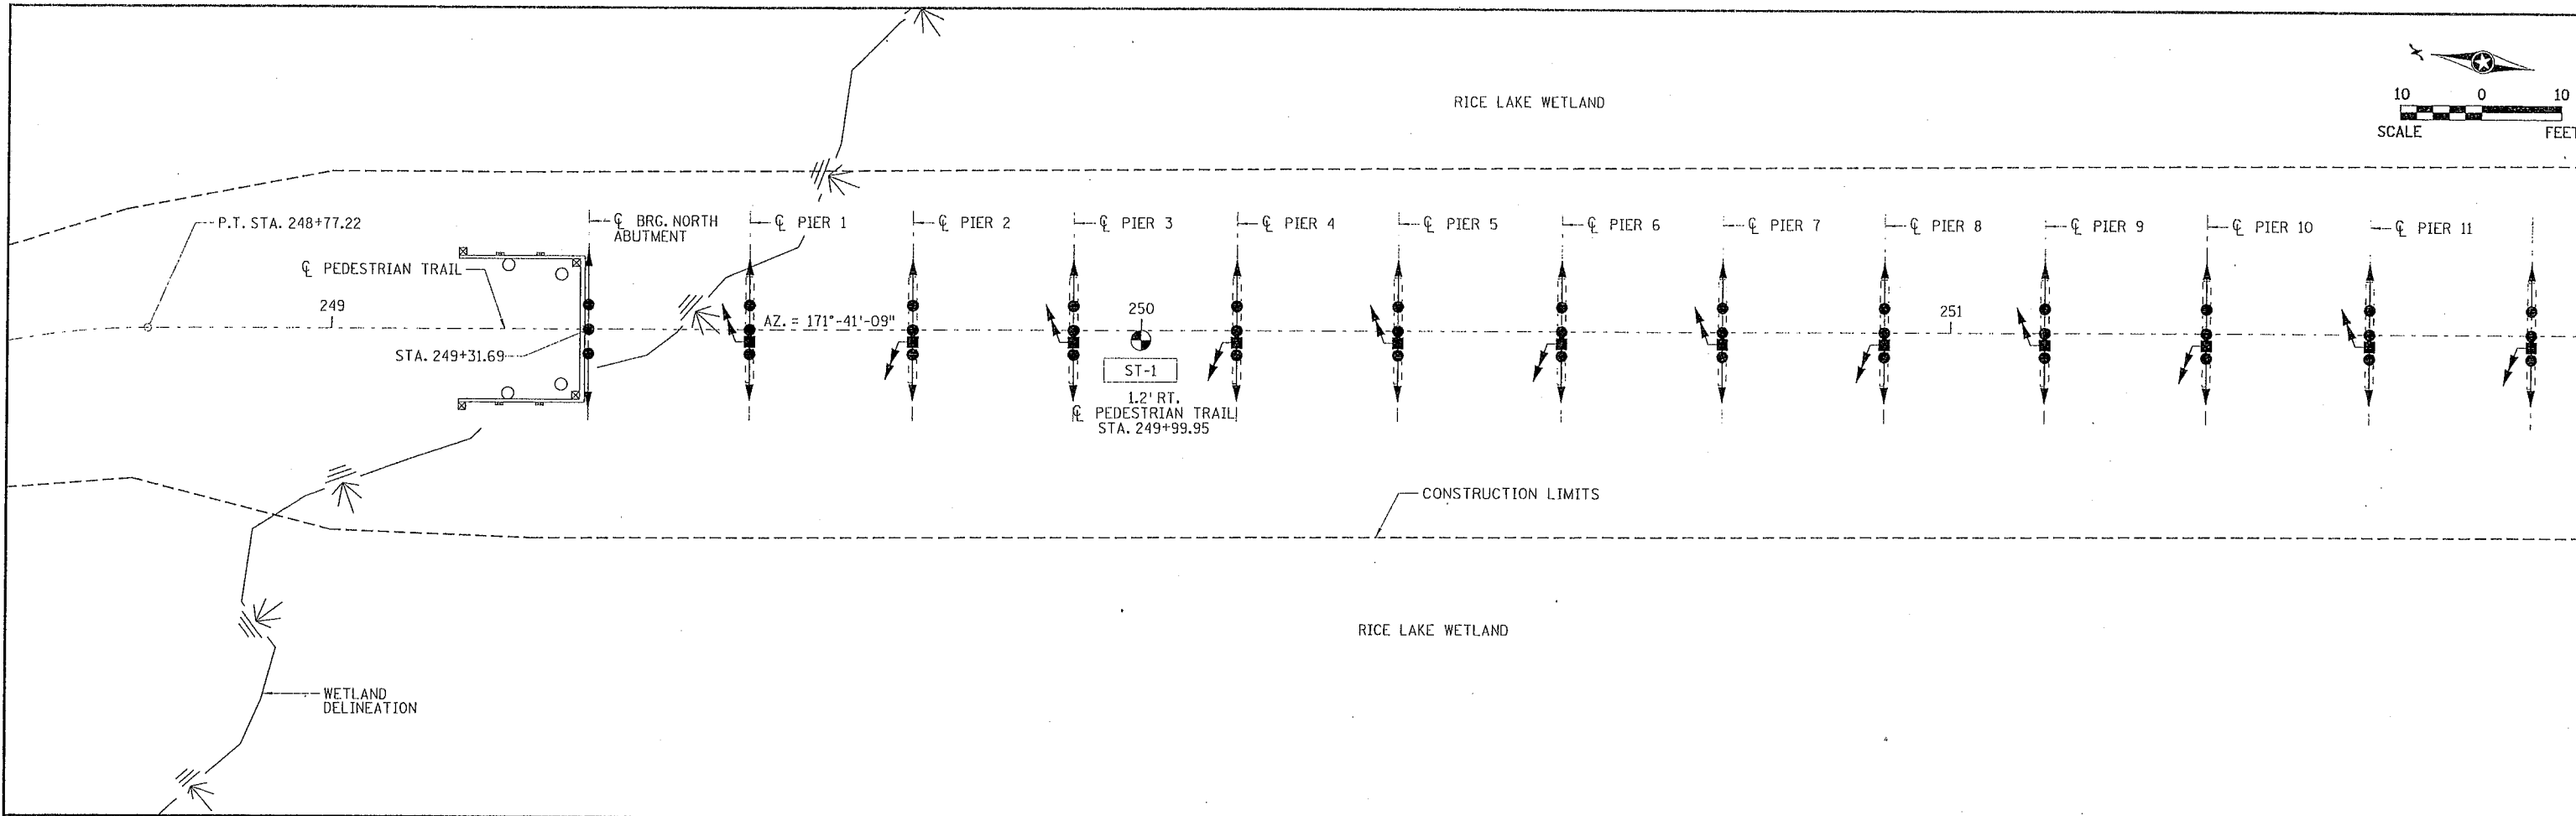 RICE LAKE WETLAND
10 0 10
SCALE FEET
P.T. STA. 248+77.22
℄ BRG. NORTH
ABUTMENT
℄ PIER 1
℄ PIER 2
℄ PIER 3
℄ PIER 4
℄ PIER 5
℄ PIER 6
℄ PIER 7
℄ PIER 8
℄ PIER 9
℄ PIER 10
℄ PIER 11
℄ PEDESTRIAN TRAIL
249
AZ. = 171°-41'-09"
250
251
STA. 249+31.69
ST-1
1.2' RT.
℄ PEDESTRIAN TRAIL
STA. 249+99.95
CONSTRUCTION LIMITS
RICE LAKE WETLAND
WETLAND
DELINEATION